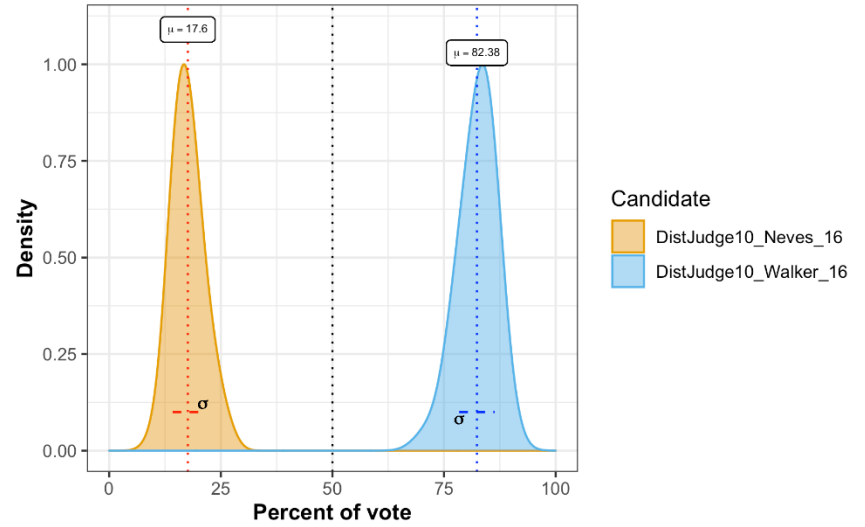 μ = 17.6
μ = 82.38
1.00
0.75
0.50
0.25
0.00
Density
σ
σ
0 25 50 75 100
Percent of vote
Candidate
DistJudge10_Neves_16
DistJudge10_Walker_16